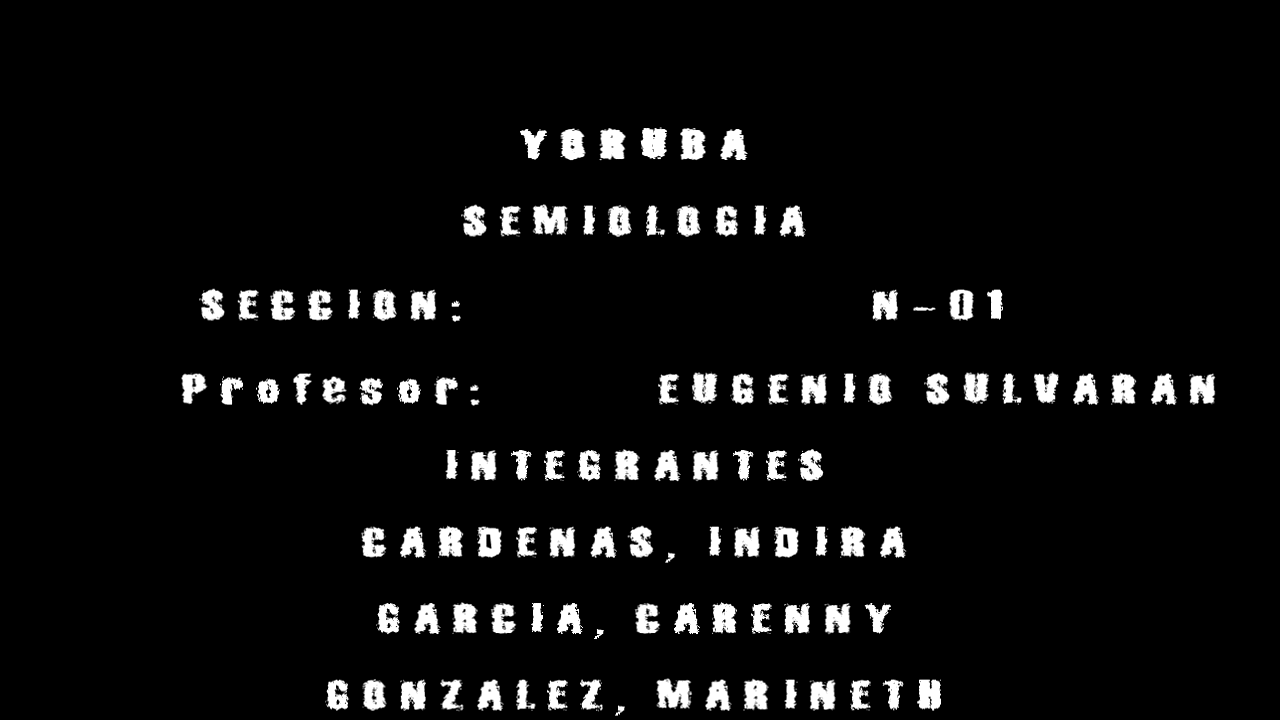 YORUBA
SEMIOLOGIA
SECCION: N-01
Profesor: EUGENIO SULVARAN
INTEGRANTES
CARDENAS, INDIRA
GARCIA, CARENNY
GONZALEZ, MARINETH